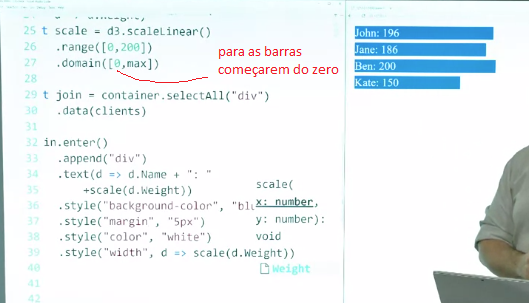 25 t scale = d3.scaleLinear()
26 .range([0,200])
27 .domain([0,max])
28
29 t join = container.selectAll("div")
30 .data(clients)
31
32 in.enter()
33 .append("div")
34 .text(d => d.Name + ": "
35 +scale(d.Weight))
36 .style("background-color", "blu
37 .style("margin", "5px")
38 .style("color", "white")
39 .style("width", d => scale(d.Weight))
40
41
42
para as barras
começarem do zero
scale(
x: number,
y: number):
void
Weight
John: 196
Jane: 186
Ben: 200
Kate: 150